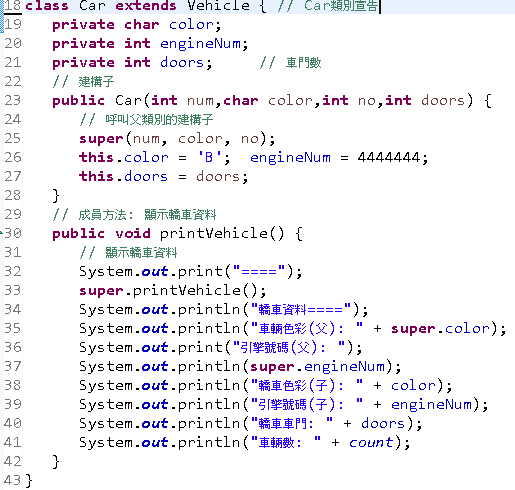 18 class Car extends Vehicle { // Car類別宣告
19    private char color;
20    private int engineNum;
21    private int doors;      // 車門數
22    // 建構子
23    public Car(int num,char color,int no,int doors) {
24       // 呼叫父類別的建構子
25       super(num, color, no);
26       this.color = 'B';  engineNum = 4444444;
27       this.doors = doors;
28    }
29    // 成員方法: 顯示轎車資料
30    public void printVehicle() {
31       // 顯示轎車資料
32       System.out.print("====");
33       super.printVehicle();
34       System.out.println("轎車資料====");
35       System.out.println("車輛色彩(父): " + super.color);
36       System.out.print("引擎號碼(父): ");
37       System.out.println(super.engineNum);
38       System.out.println("轎車色彩(子): " + color);
39       System.out.println("引擎號碼(子): " + engineNum);
40       System.out.println("轎車車門: " + doors);
41       System.out.println("車輛數: " + count);
42    }
43 }